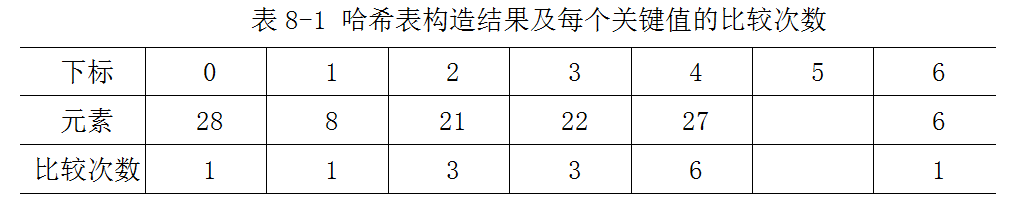 表 8-1 哈希表构造结果及每个关键值的比较次数
下标 0 1 2 3 4 5 6
元素 28 8 21 22 27 6
比较次数 1 1 3 3 6 1